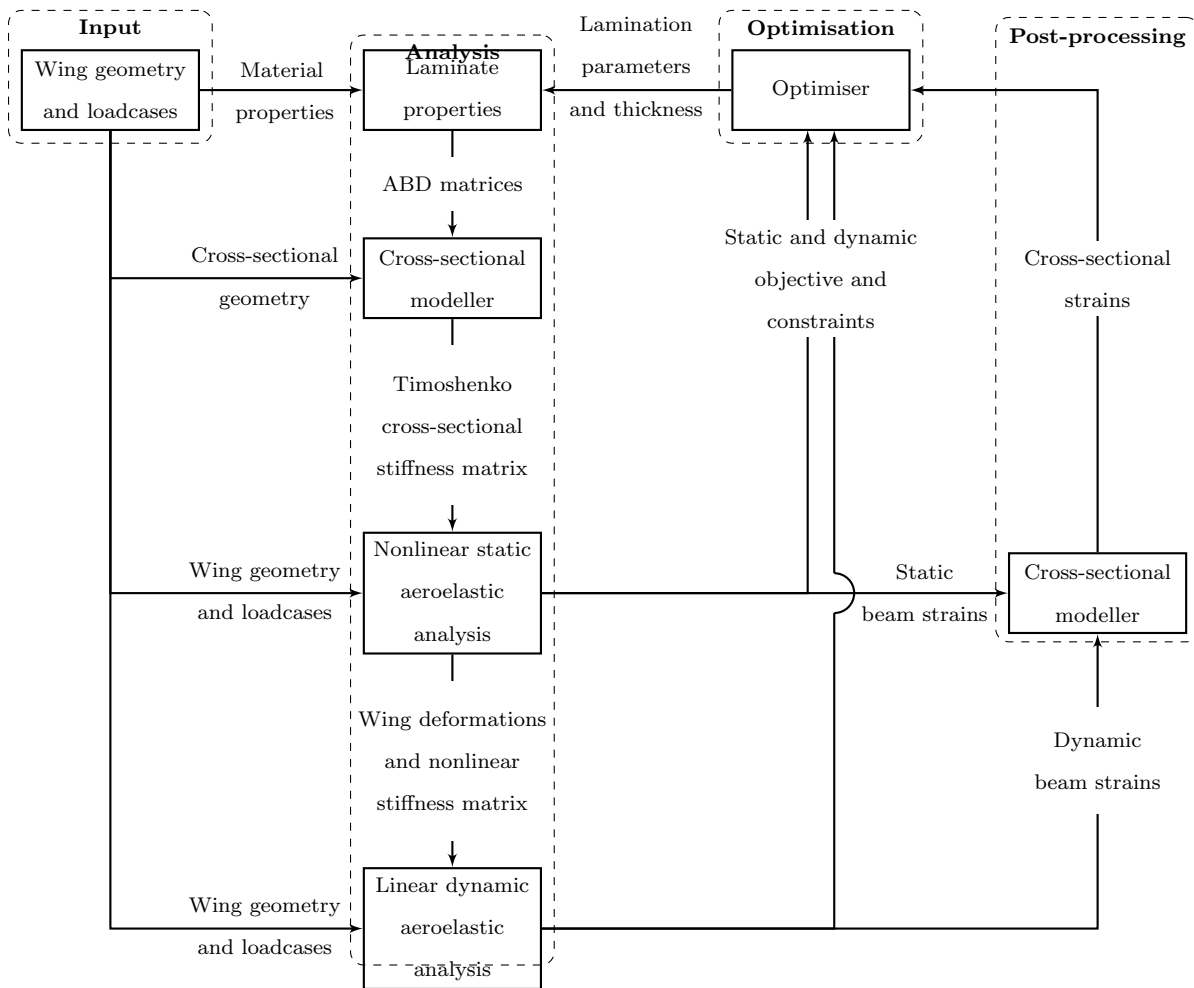 Input
Wing geometry
and loadcases
Material
properties
Analysis
Laminate
properties
Lamination
parameters
and thickness
Optimisation
Optimiser
Post-processing
ABD matrices
Cross-sectional
geometry
Cross-sectional
modeller
Static and dynamic
objective and
constraints
Cross-sectional
strains
Timoshenko
cross-sectional
stiffness matrix
Wing geometry
and loadcases
Nonlinear static
aeroelastic
analysis
Static
beam strains
Cross-sectional
modeller
Wing deformations
and nonlinear
stiffness matrix
Dynamic
beam strains
Wing geometry
and loadcases
Linear dynamic
aeroelastic
analysis